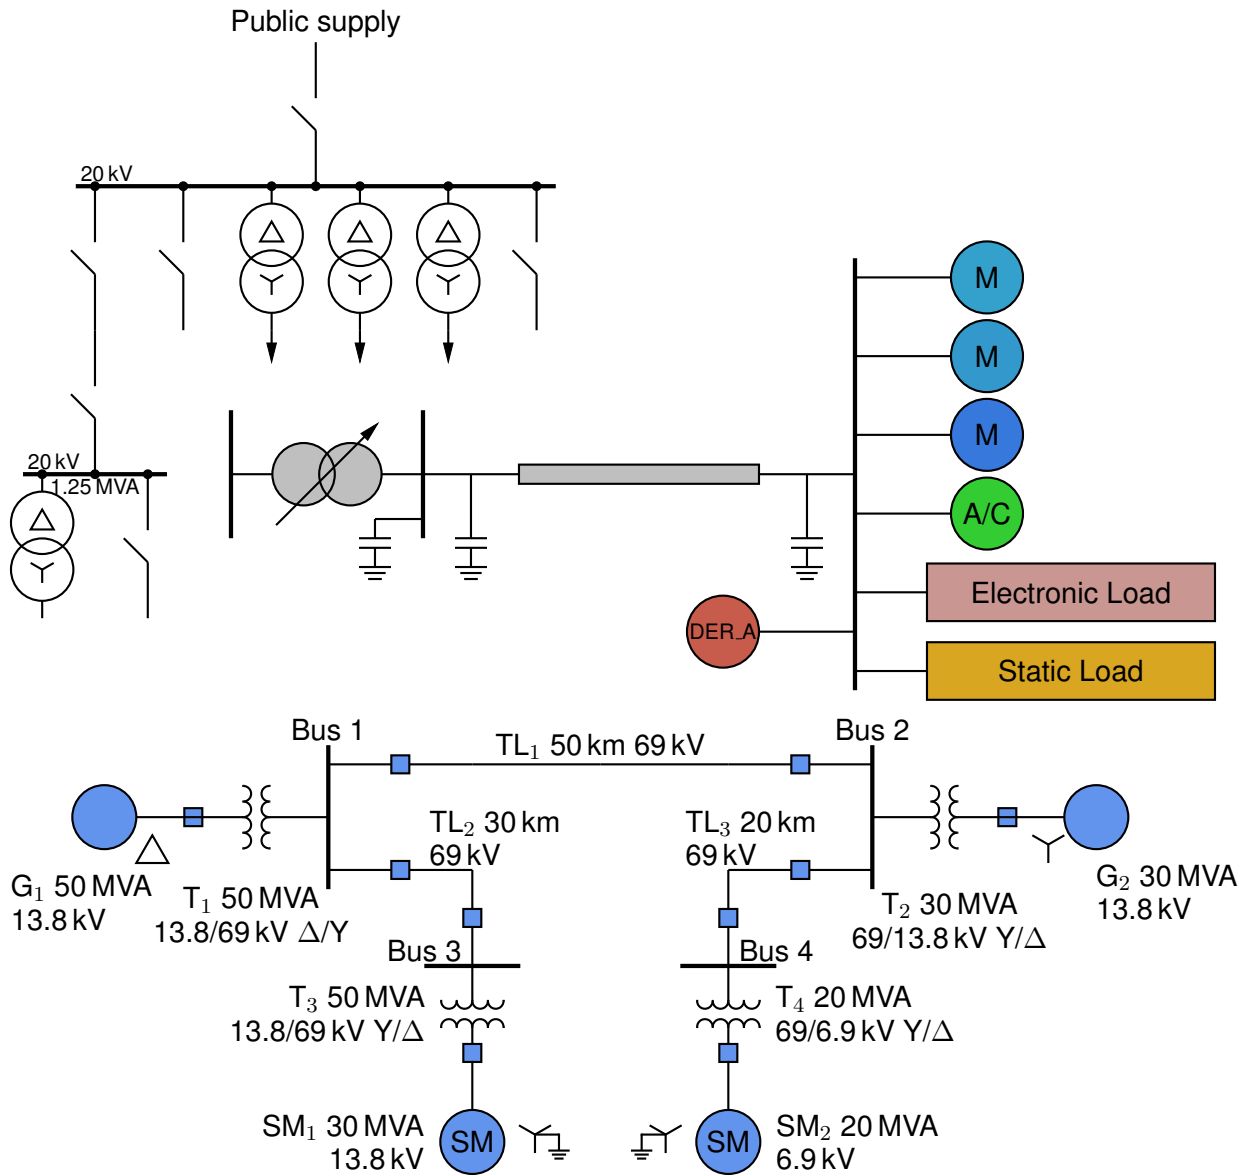 Public supply
20 kV
20 kV
1.25 MVA
M
M
M
A/C
Electronic Load
DER_A
Static Load
Bus 1
Bus 2
TL₁ 50 km 69 kV
TL₂ 30 km
69 kV
TL₃ 20 km
69 kV
G₁ 50 MVA
13.8 kV
T₁ 50 MVA
13.8/69 kV Δ/Y
T₂ 30 MVA
69/13.8 kV Y/Δ
G₂ 30 MVA
13.8 kV
Bus 3
Bus 4
T₃ 50 MVA
13.8/69 kV Y/Δ
T₄ 20 MVA
69/6.9 kV Y/Δ
SM₁ 30 MVA
13.8 kV
SM
SM
SM₂ 20 MVA
6.9 kV